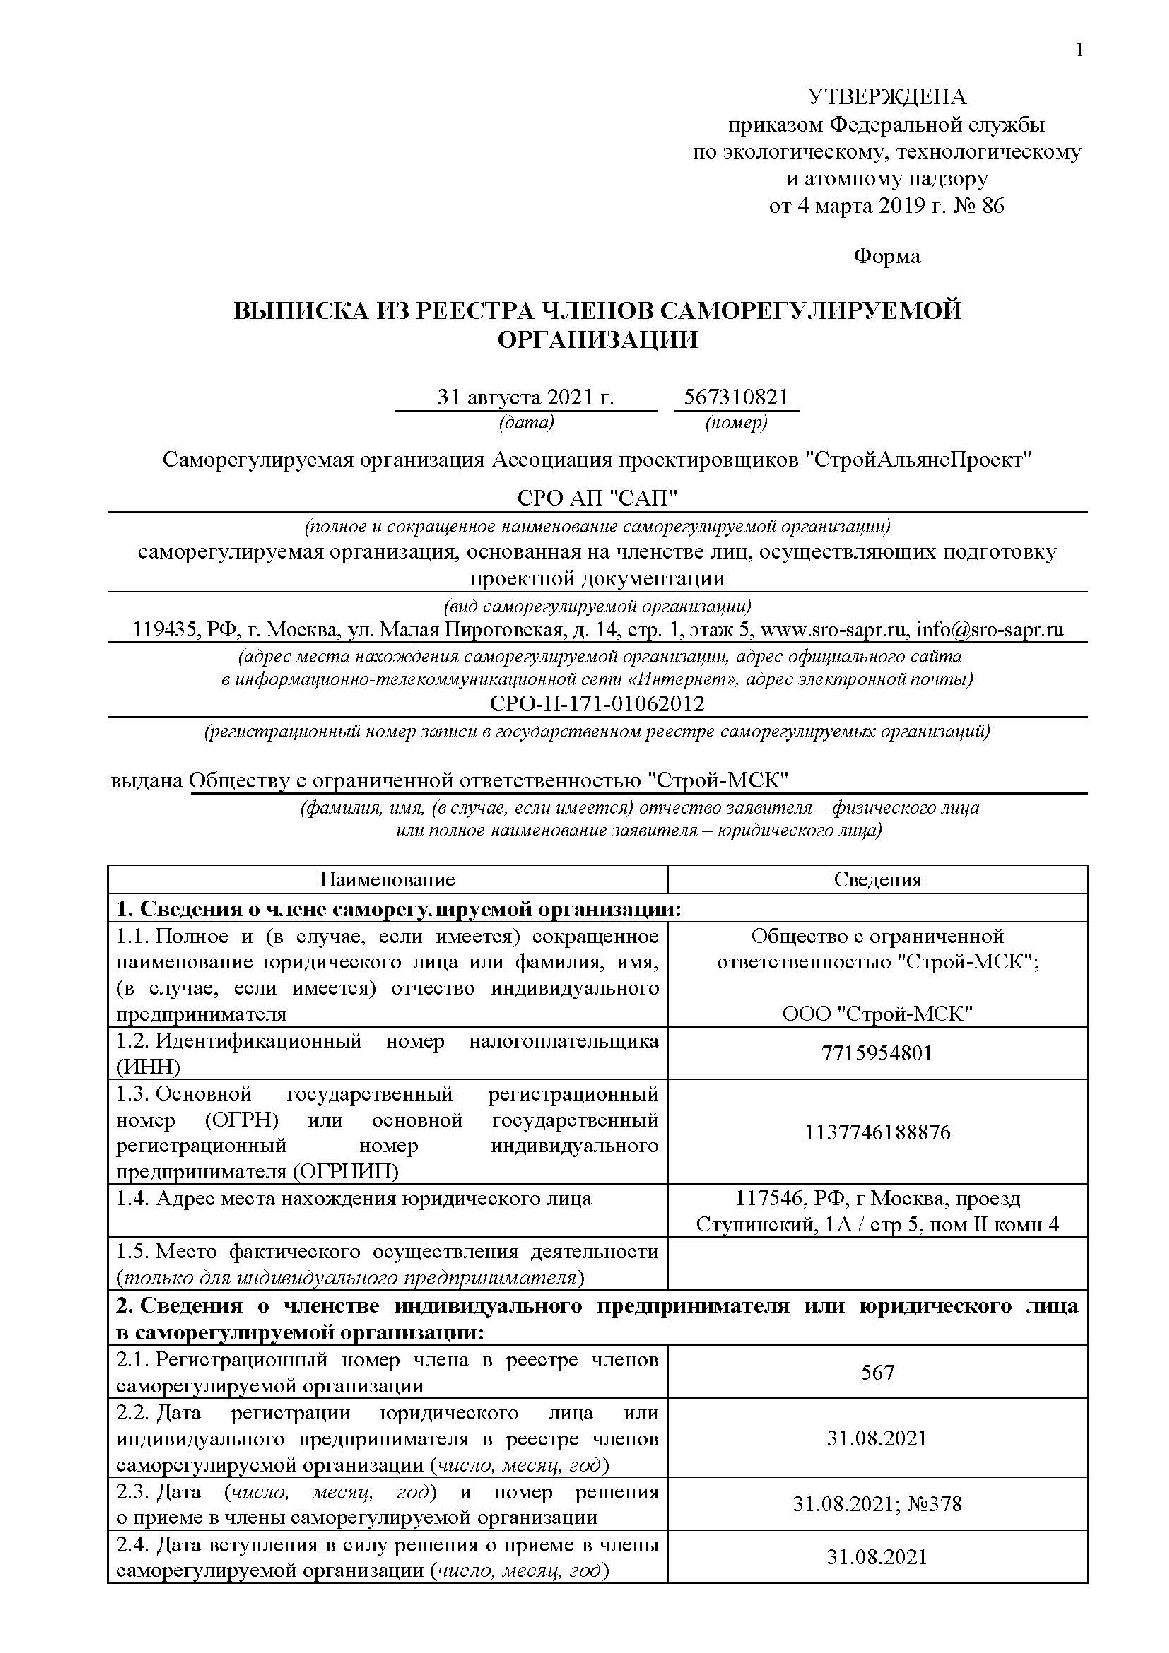 1
УТВЕРЖДЕНА
приказом Федеральной службы
по экологическому, технологическому
и атомному надзору
от 4 марта 2019 г. № 86
Форма
ВЫПИСКА ИЗ РЕЕСТРА ЧЛЕНОВ САМОРЕГУЛИРУЕМОЙ
ОРГАНИЗАЦИИ
31 августа 2021 г. 567310821
(дата) (номер)
Саморегулируемая организация Ассоциация проектировщиков "СтройАльянсПроект"
СРО АП "САП"
(полное и сокращенное наименование саморегулируемой организации)
саморегулируемая организация, основанная на членстве лиц, осуществляющих подготовку
проектной документации
(вид саморегулируемой организации)
119435, РФ, г. Москва, ул. Малая Пироговская, д. 14, стр. 1, этаж 5, www.sro-sapr.ru, info@sro-sapr.ru
(адрес места нахождения саморегулируемой организации, адрес официального сайта
в информационно-телекоммуникационной сети «Интернет», адрес электронной почты)
СРО-П-171-01062012
(регистрационный номер записи в государственном реестре саморегулируемых организаций)
выдана Обществу с ограниченной ответственностью "Строй-МСК"
(фамилия, имя, (в случае, если имеется) отчество заявителя – физического лица
или полное наименование заявителя – юридического лица)
Наименование Сведения
1. Сведения о члене саморегулируемой организации:
1.1. Полное и (в случае, если имеется) сокращенное
наименование юридического лица или фамилия, имя,
(в случае, если имеется) отчество индивидуального
предпринимателя
Общество с ограниченной
ответственностью "Строй-МСК";
ООО "Строй-МСК"
1.2. Идентификационный номер налогоплательщика
(ИНН)
7715954801
1.3. Основной государственный регистрационный
номер (ОГРН) или основной государственный
регистрационный номер индивидуального
предпринимателя (ОГРНИП)
1137746188876
1.4. Адрес места нахождения юридического лица
117546, РФ, г Москва, проезд
Ступинский, 1А / стр 5, пом II комн 4
1.5. Место фактического осуществления деятельности
(только для индивидуального предпринимателя)
2. Сведения о членстве индивидуального предпринимателя или юридического лица
в саморегулируемой организации:
2.1. Регистрационный номер члена в реестре членов
саморегулируемой организации
567
2.2. Дата регистрации юридического лица или
индивидуального предпринимателя в реестре членов
саморегулируемой организации (число, месяц, год)
31.08.2021
2.3. Дата (число, месяц, год) и номер решения
о приеме в члены саморегулируемой организации
31.08.2021; №378
2.4. Дата вступления в силу решения о приеме в члены
саморегулируемой организации (число, месяц, год)
31.08.2021